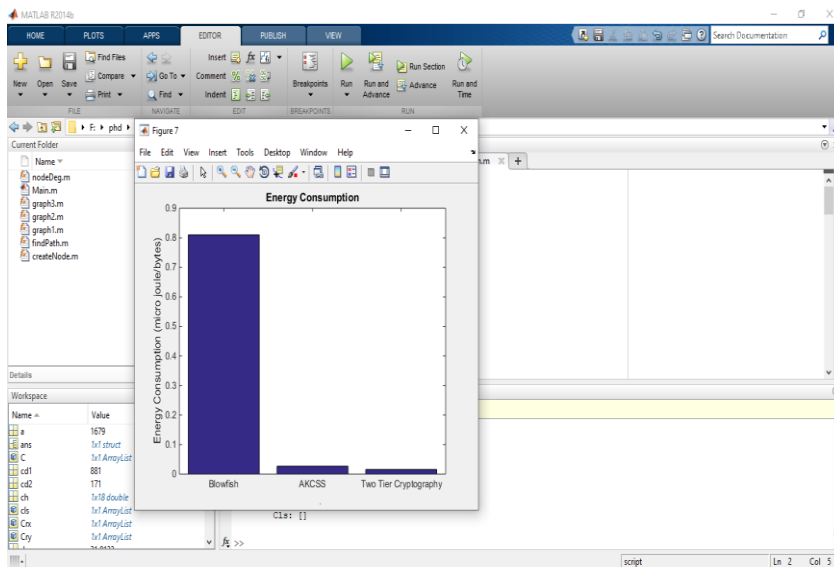 MATLAB R2014b
HOME PLOTS APPS EDITOR PUBLISH VIEW
Search Documentation
New Open Save Find Files Compare Print
Go To Find
Insert fx Comment Indent
Breakpoints Run Run and Advance Run Section Advance Run and Time
FILE NAVIGATE EDIT BREAKPOINTS RUN
F: phd
Current Folder
Name
nodeDeg.m
Main.m
graph3.m
graph2.m
graph1.m
findPath.m
createNode.m
Details
Workspace
Name Value
a 1679
ans 1x1 struct
C 1x1 ArrayList
cd1 881
cd2 171
ch 1x18 double
cls 1x1 ArrayList
Crx 1x1 ArrayList
Cry 1x1 ArrayList
Figure 7
File Edit View Insert Tools Desktop Window Help
Energy Consumption
Energy Consumption (micro joule/bytes)
0.9
0.8
0.7
0.6
0.5
0.4
0.3
0.2
0.1
0
Blowfish AKCSS Two Tier Cryptography
Cls: []
fx >>
script Ln 2 Col 5